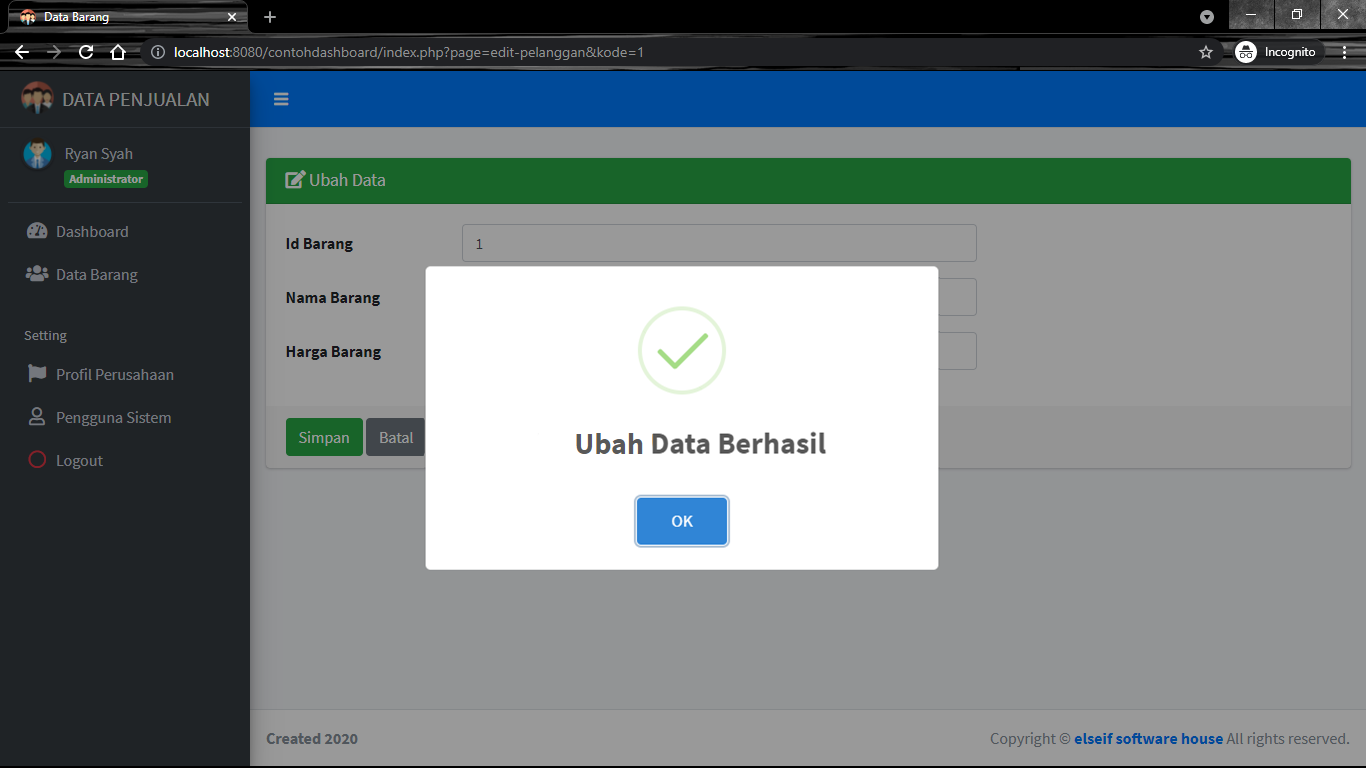 Data Barang
localhost:8080/contohdashboard/index.php?page=edit-pelanggan&kode=1
Incognito
DATA PENJUALAN
Ryan Syah
Administrator
Dashboard
Data Barang
Setting
Profil Perusahaan
Pengguna Sistem
Logout
Ubah Data
Id Barang 1
Nama Barang
Harga Barang
Simpan Batal
Ubah Data Berhasil
OK
Created 2020
Copyright © elseif software house All rights reserved.